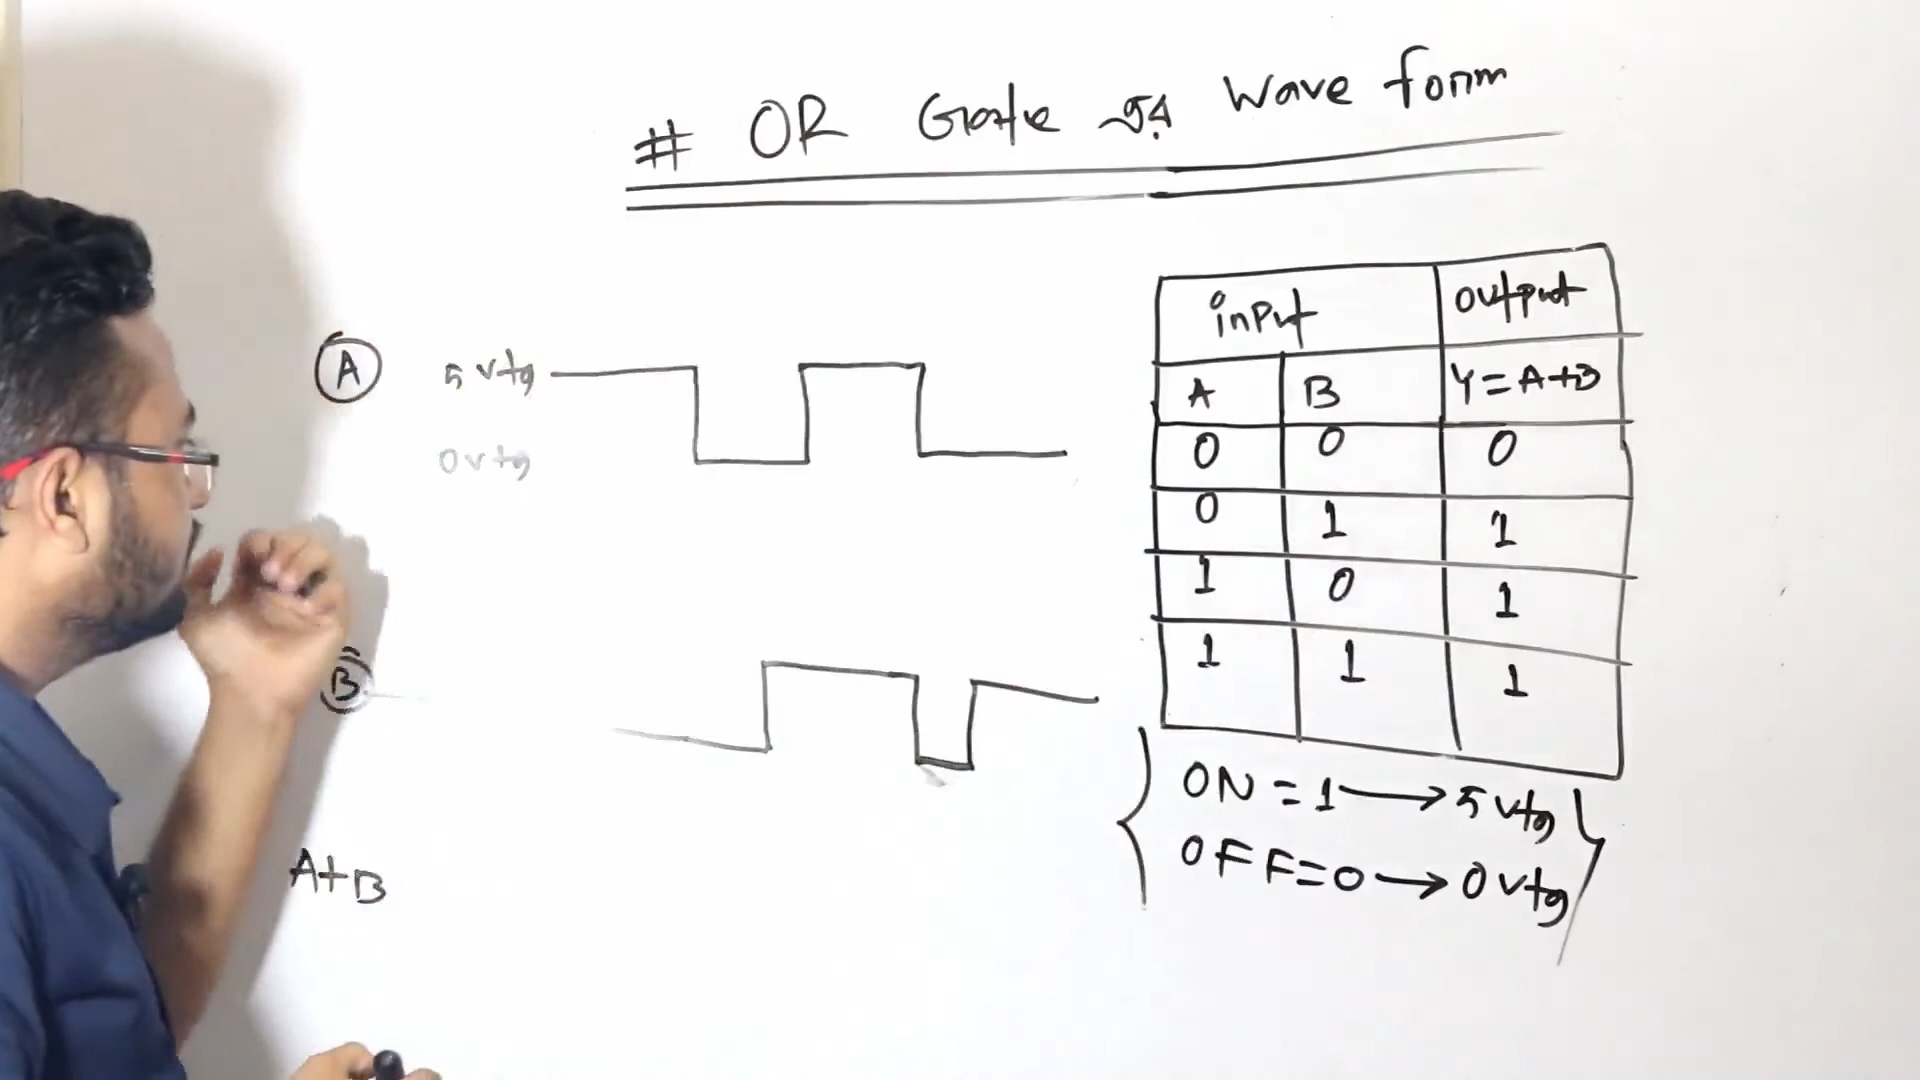 # OR Gate এর Wave form
A 5 vtg
0 vtg
B
A+B
input output
A B Y = A+B
0 0 0
0 1 1
1 0 1
1 1 1
ON = 1 → 5 vtg
OFF = 0 → 0 vtg